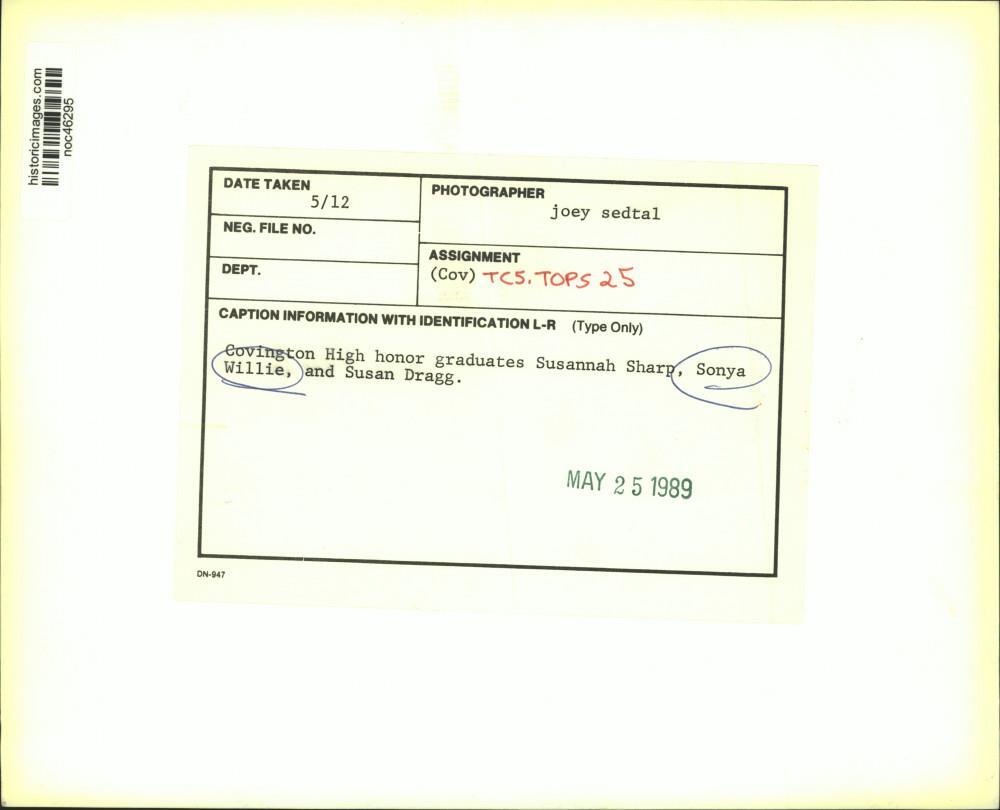 historicimages.com
noc46295
DATE TAKEN
5/12
PHOTOGRAPHER
joey sedtal
NEG. FILE NO.
ASSIGNMENT
(Cov) TC5.TOPS 25
DEPT.
CAPTION INFORMATION WITH IDENTIFICATION L-R (Type Only)
Covington High honor graduates Susannah Sharp, Sonya
Willie, and Susan Dragg.
MAY 25 1989
DN-947